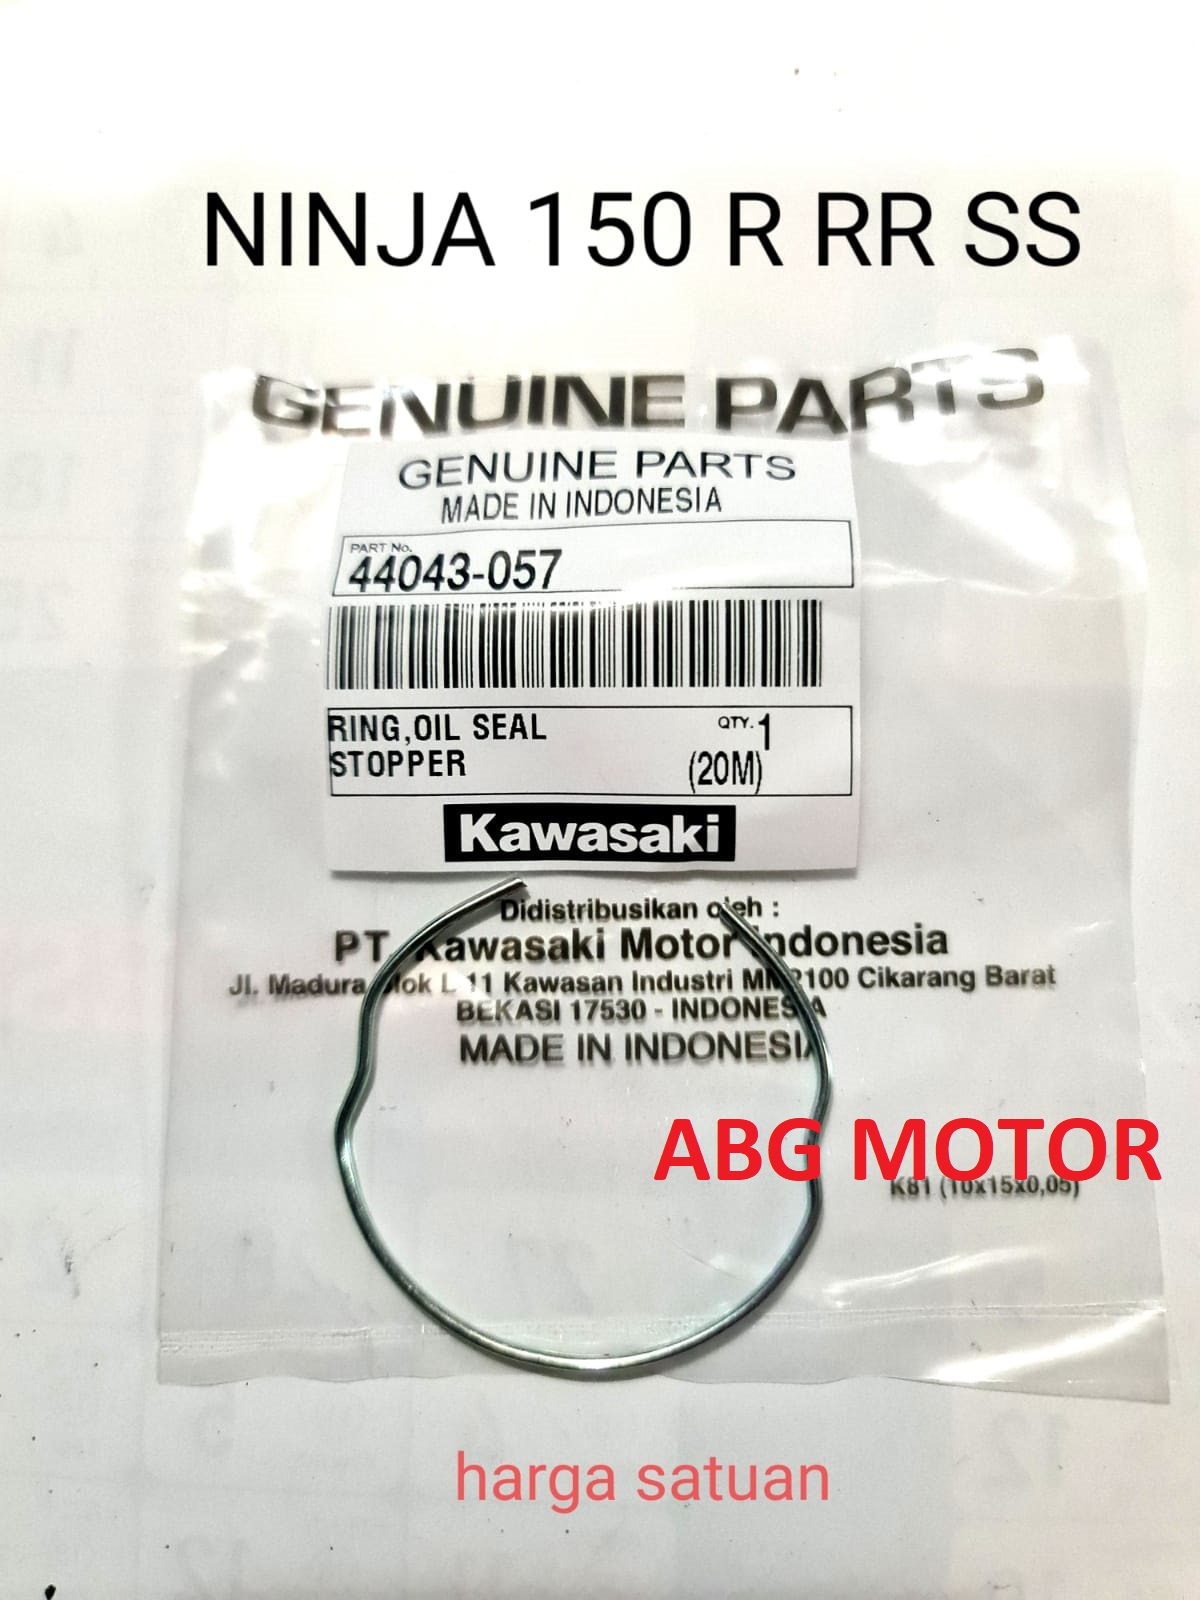 NINJA 150 R RR SS
GENUINE PARTS
GENUINE PARTS
MADE IN INDONESIA
PART No.
44043-057
RING,OIL SEAL
STOPPER
QTY. 1
(20M)
Kawasaki
Didistribusikan oleh :
PT. Kawasaki Motor Indonesia
Jl. Madura Blok L 11 Kawasan Industri MM2100 Cikarang Barat
BEKASI 17530 - INDONESIA
MADE IN INDONESIA
ABG MOTOR
K81 (10x15x0,05)
harga satuan